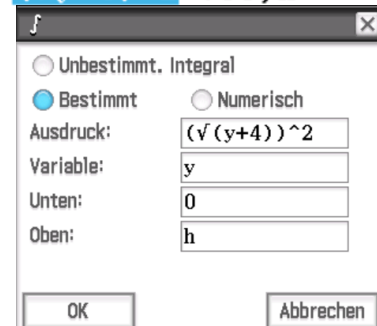 ∫
Unbestimmt. Integral
Bestimmt Numerisch
Ausdruck: (√(y+4))^2
Variable: y
Unten: 0
Oben: h
OK Abbrechen